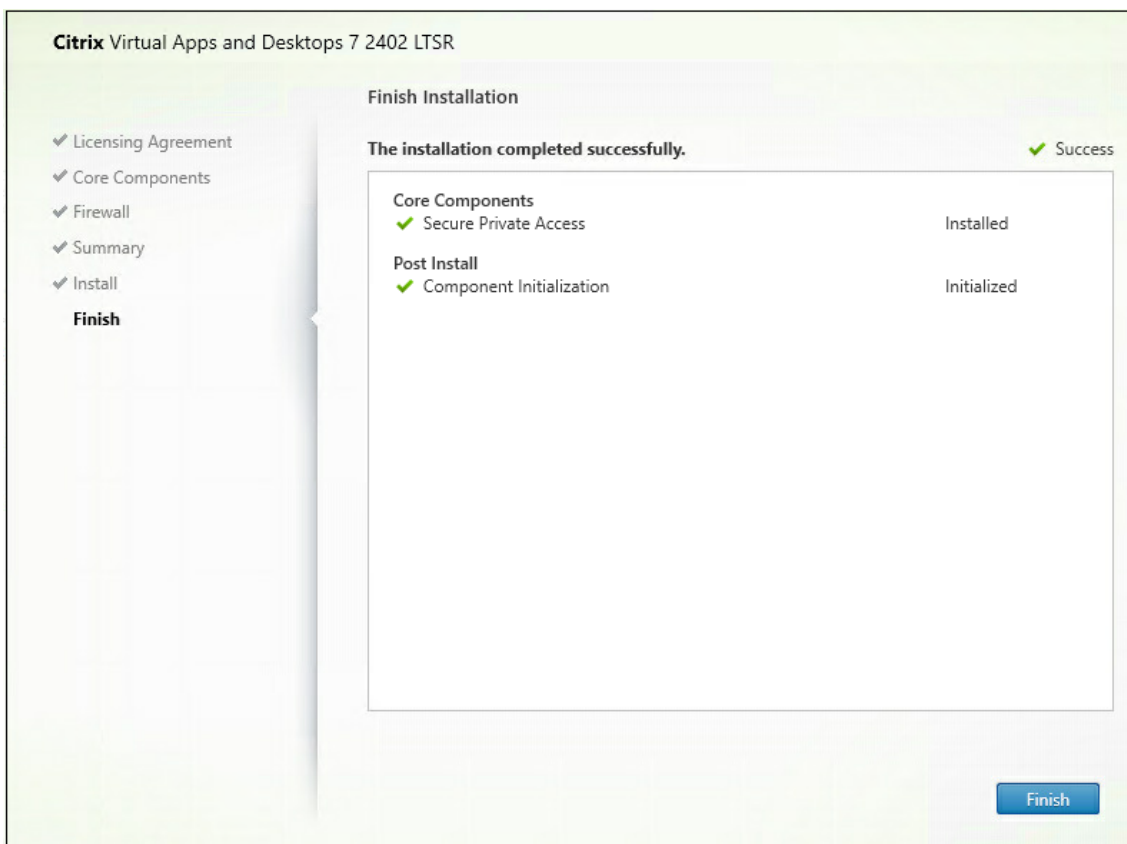 Citrix Virtual Apps and Desktops 7 2402 LTSR
Finish Installation
Licensing Agreement
Core Components
Firewall
Summary
Install
Finish
The installation completed successfully. Success
Core Components
Secure Private Access Installed
Post Install
Component Initialization Initialized
Finish